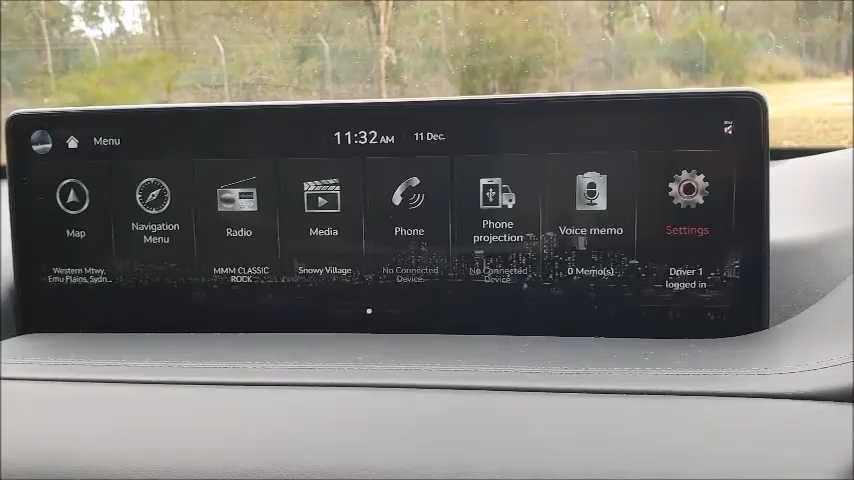 Menu
11:32 AM
11 Dec.
Map
Navigation
Menu
Radio
Media
Phone
Phone
projection
Voice memo
Settings
Western Mtwy,
Emu Plains, Sydn...
MMM CLASSIC
ROCK
Snowy Village
No Connected
Device.
No Connected
Device.
0 Memo(s)
Driver 1
logged in